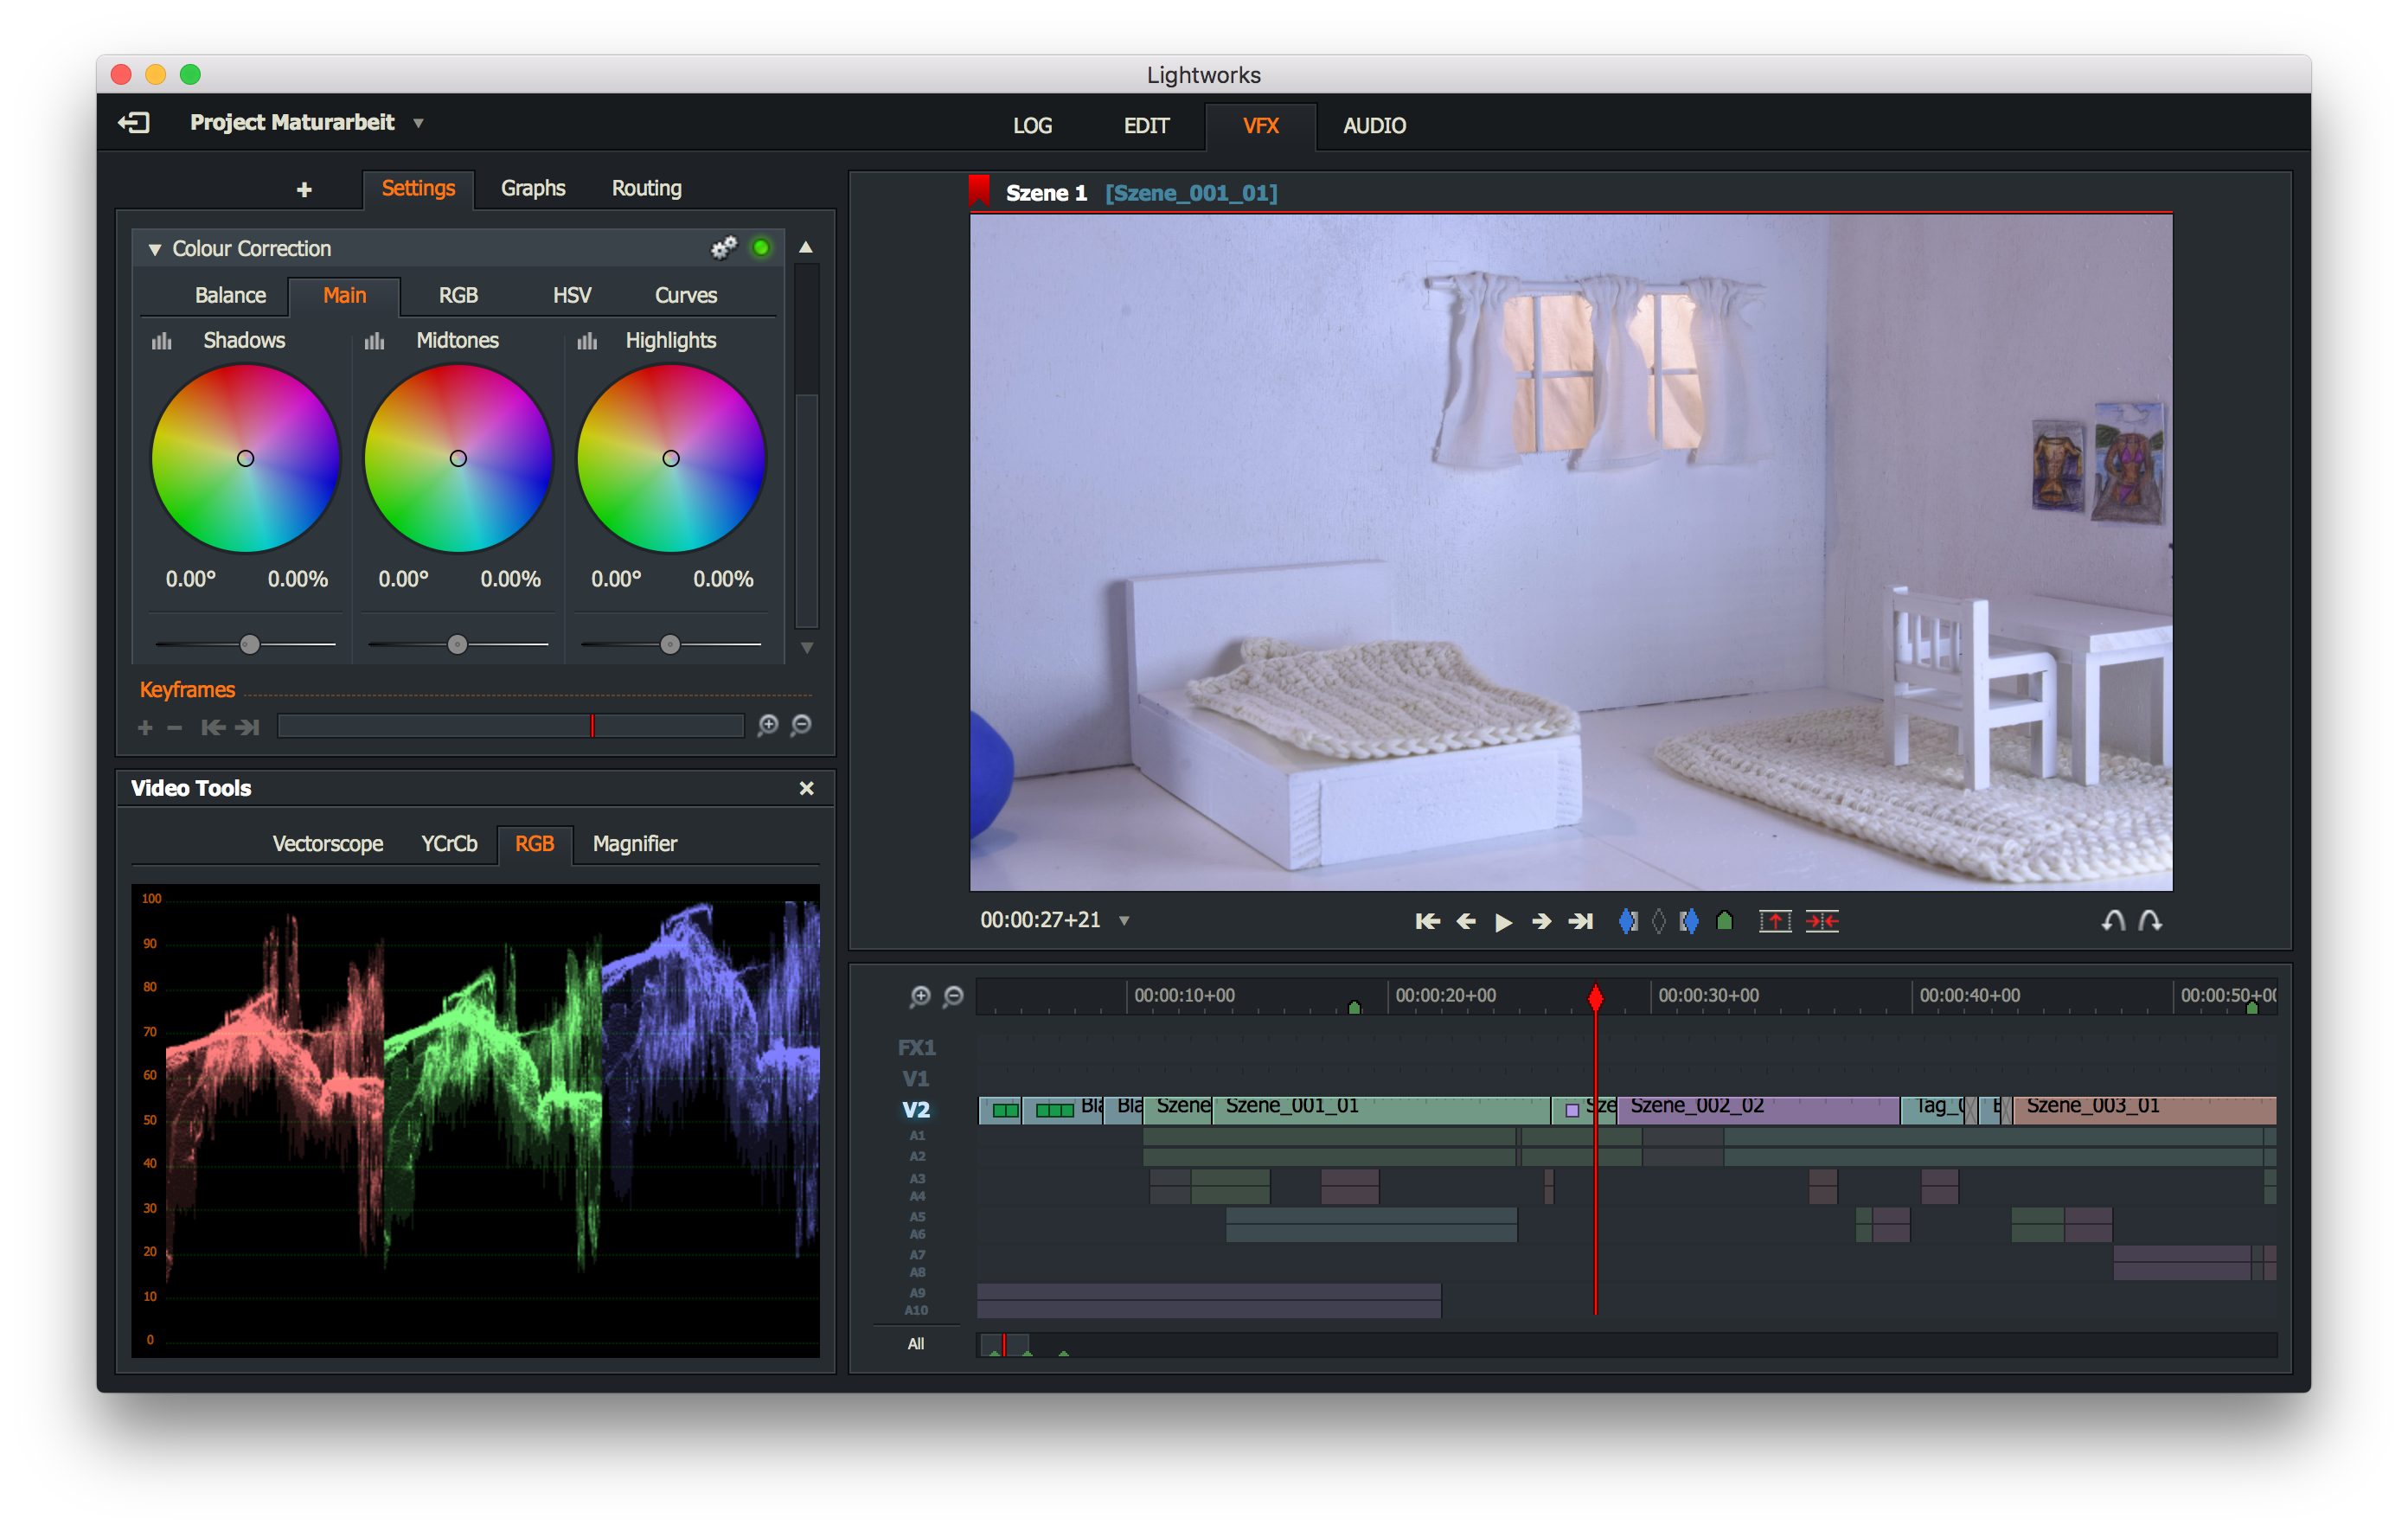 Lightworks
Project Maturarbeit
LOG EDIT VFX AUDIO
+ Settings Graphs Routing
Colour Correction
Balance Main RGB HSV Curves
Shadows Midtones Highlights
0.00° 0.00% 0.00° 0.00% 0.00° 0.00%
Keyframes
Video Tools
Vectorscope YCrCb RGB Magnifier
100
90
80
70
60
50
40
30
20
10
0
Szene 1 [Szene_001_01]
00:00:27+21
00:00:10+00 00:00:20+00 00:00:30+00 00:00:40+00 00:00:50+00
FX1
V1
V2 Bla Bla Szene Szene_001_01 Sze Szene_002_02 Tag_ Szene_003_01
A1
A2
A3
A4
A5
A6
A7
A8
A9
A10
All